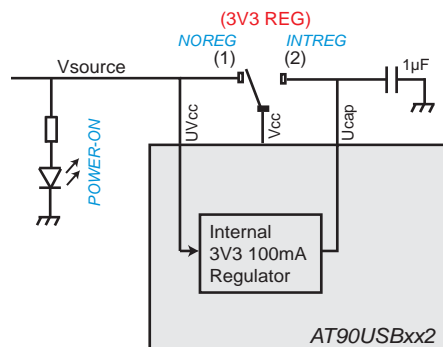 (3V3 REG)
NOREG INTREG
(1) (2)
Vsource
1µF
UVcc
Vcc
Ucap
POWER-ON
Internal
3V3 100mA
Regulator
AT90USBxx2